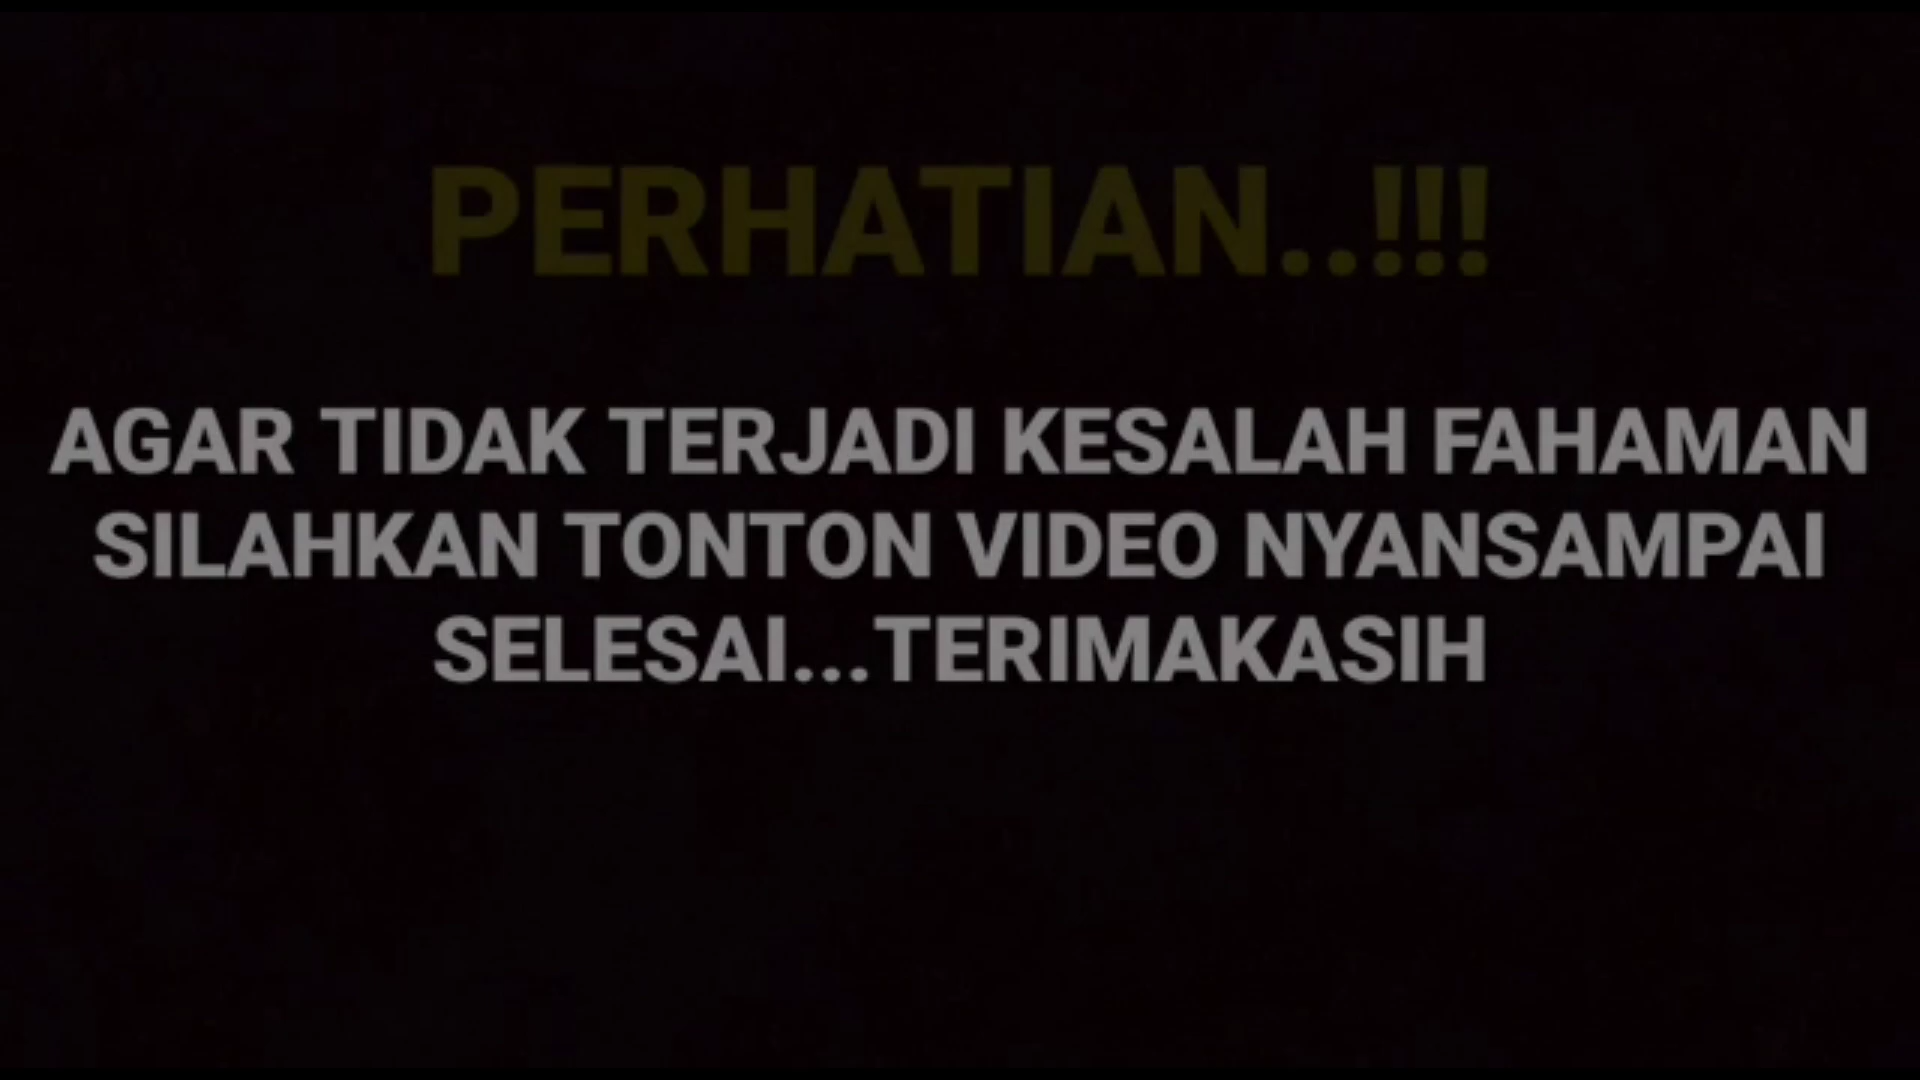 PERHATIAN..!!!
AGAR TIDAK TERJADI KESALAH FAHAMAN
SILAHKAN TONTON VIDEO NYANSAMPAI
SELESAI...TERIMAKASIH